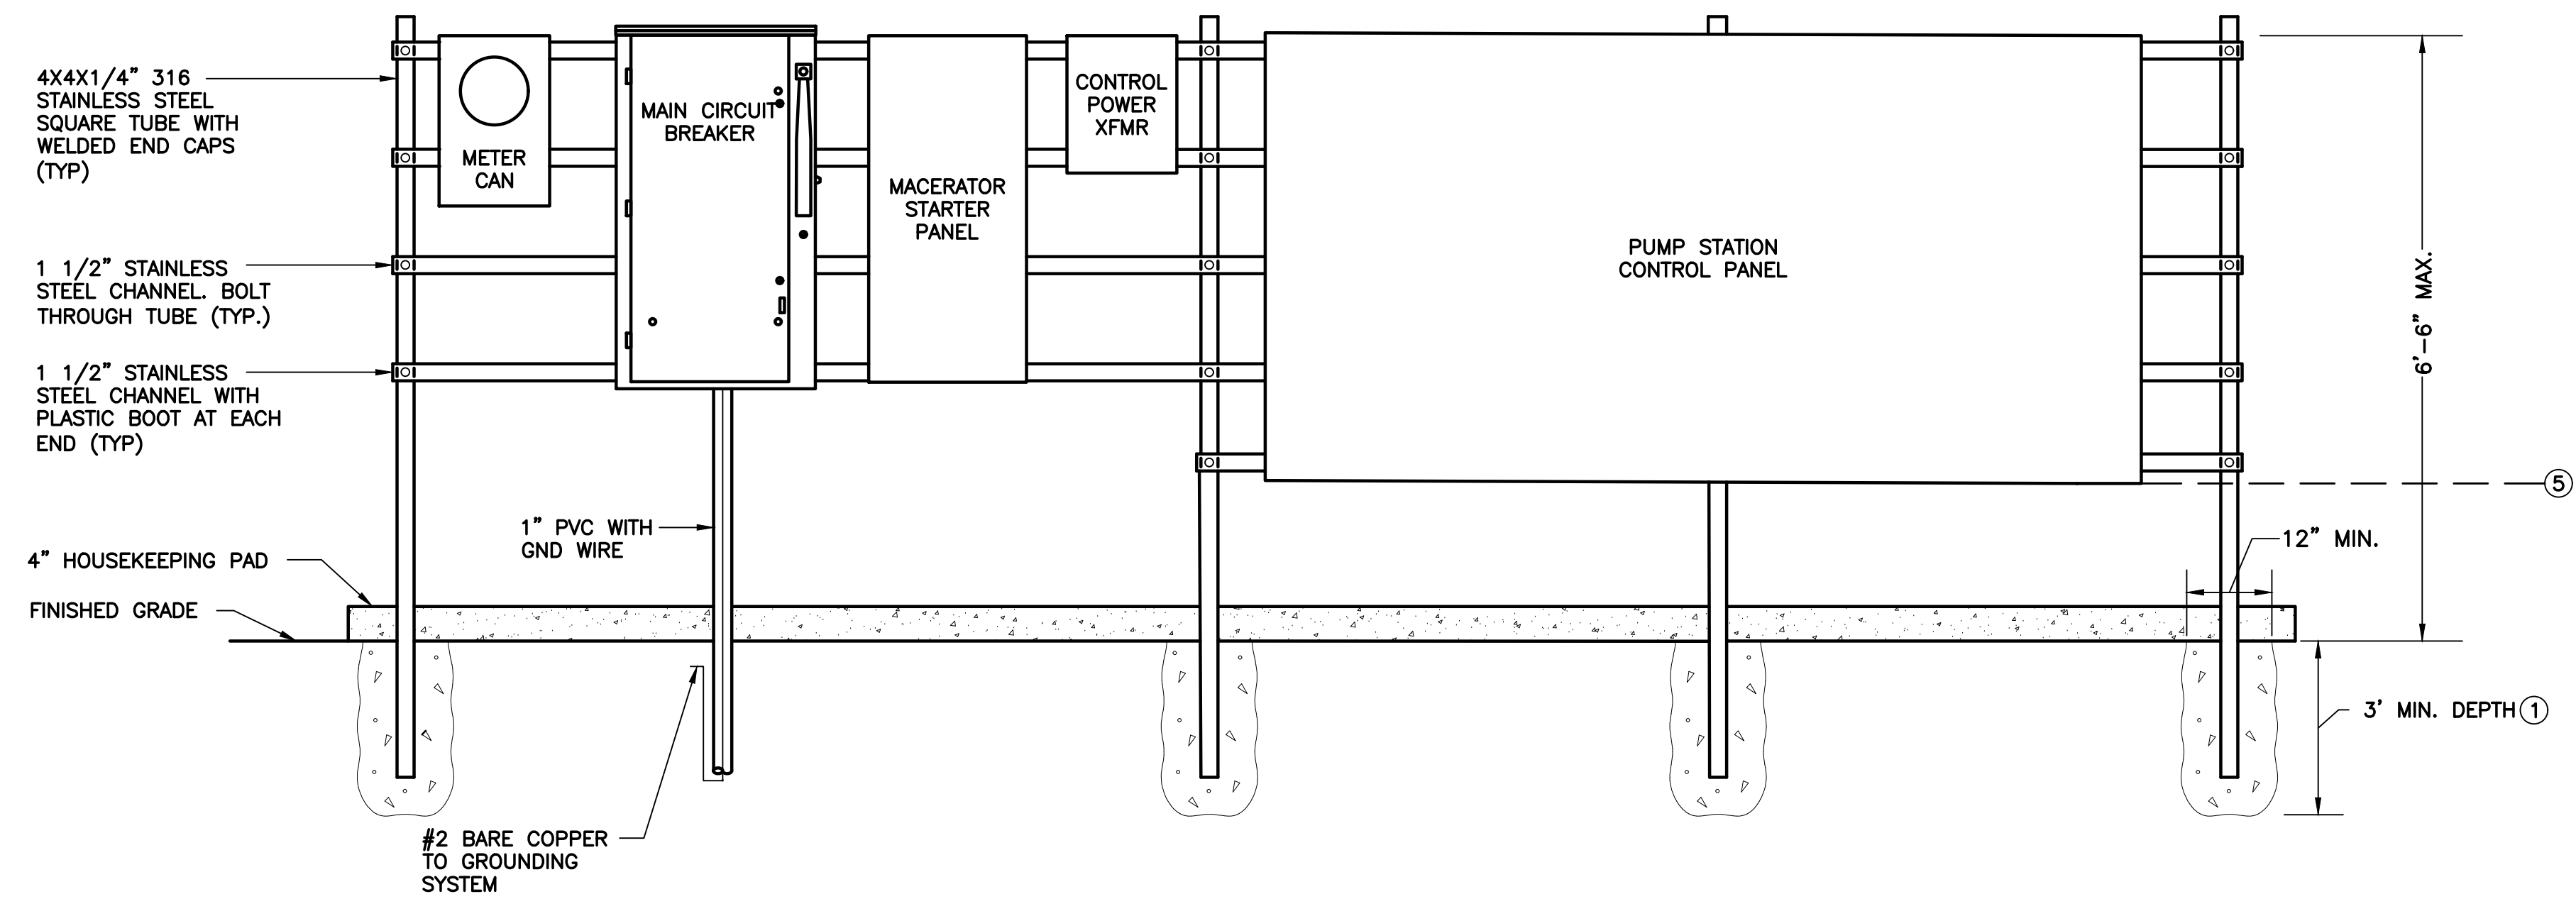 4X4X1/4" 316
STAINLESS STEEL
SQUARE TUBE WITH
WELDED END CAPS
(TYP)
1 1/2" STAINLESS
STEEL CHANNEL. BOLT
THROUGH TUBE (TYP.)
1 1/2" STAINLESS
STEEL CHANNEL WITH
PLASTIC BOOT AT EACH
END (TYP)
4" HOUSEKEEPING PAD
FINISHED GRADE
METER
CAN
MAIN CIRCUIT
BREAKER
MACERATOR
STARTER
PANEL
CONTROL
POWER
XFMR
PUMP STATION
CONTROL PANEL
1" PVC WITH
GND WIRE
#2 BARE COPPER
TO GROUNDING
SYSTEM
6'-6" MAX.
5
12" MIN.
3' MIN. DEPTH 1